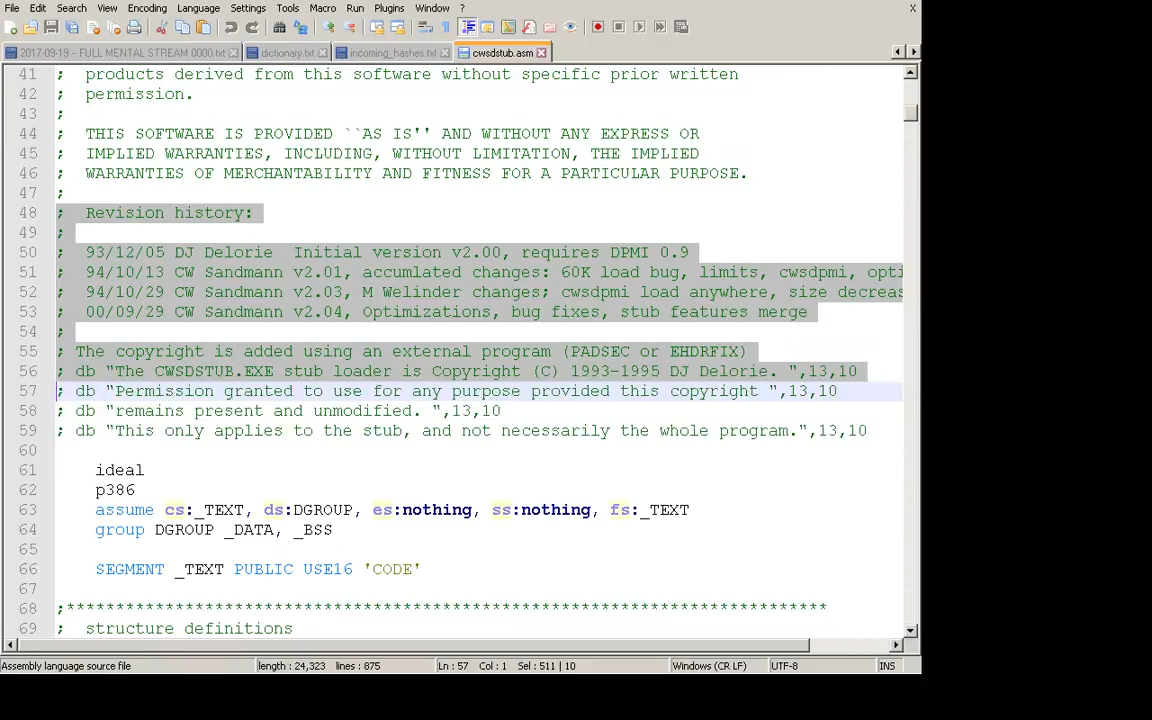 File Edit Search View Encoding Language Settings Tools Macro Run Plugins Window ? X
2017-09-19 – FULL MENTAL STREAM 0000.txt dictionary.txt incoming_hashes.txt cwsdstub.asm
41 ;  products derived from this software without specific prior written
42 ;  permission.
43 ;
44 ;  THIS SOFTWARE IS PROVIDED ``AS IS'' AND WITHOUT ANY EXPRESS OR
45 ;  IMPLIED WARRANTIES, INCLUDING, WITHOUT LIMITATION, THE IMPLIED
46 ;  WARRANTIES OF MERCHANTABILITY AND FITNESS FOR A PARTICULAR PURPOSE.
47 ;
48 ;  Revision history:
49 ;
50 ;  93/12/05 DJ Delorie  Initial version v2.00, requires DPMI 0.9
51 ;  94/10/13 CW Sandmann v2.01, accumlated changes: 60K load bug, limits, cwsdpmi, opti
52 ;  94/10/29 CW Sandmann v2.03, M Welinder changes; cwsdpmi load anywhere, size decreas
53 ;  00/09/29 CW Sandmann v2.04, Optimizations, bug fixes, stub features merge
54 ;
55 ; The copyright is added using an external program (PADSEC or EHDRFIX)
56 ; db "The CWSDSTUB.EXE stub loader is Copyright (C) 1993-1995 DJ Delorie. ",13,10
57 ; db "Permission granted to use for any purpose provided this copyright ",13,10
58 ; db "remains present and unmodified. ",13,10
59 ; db "This only applies to the stub, and not necessarily the whole program.",13,10
60
61 ideal
62 p386
63 assume cs:_TEXT, ds:DGROUP, es:nothing, ss:nothing, fs:_TEXT
64 group DGROUP _DATA, _BSS
65
66 SEGMENT _TEXT PUBLIC USE16 'CODE'
67
68 ;*****************************************************************************
69 ;  structure definitions
Assembly language source file length : 24,323 lines : 875 Ln : 57 Col : 1 Sel : 511 | 10 Windows (CR LF) UTF-8 INS